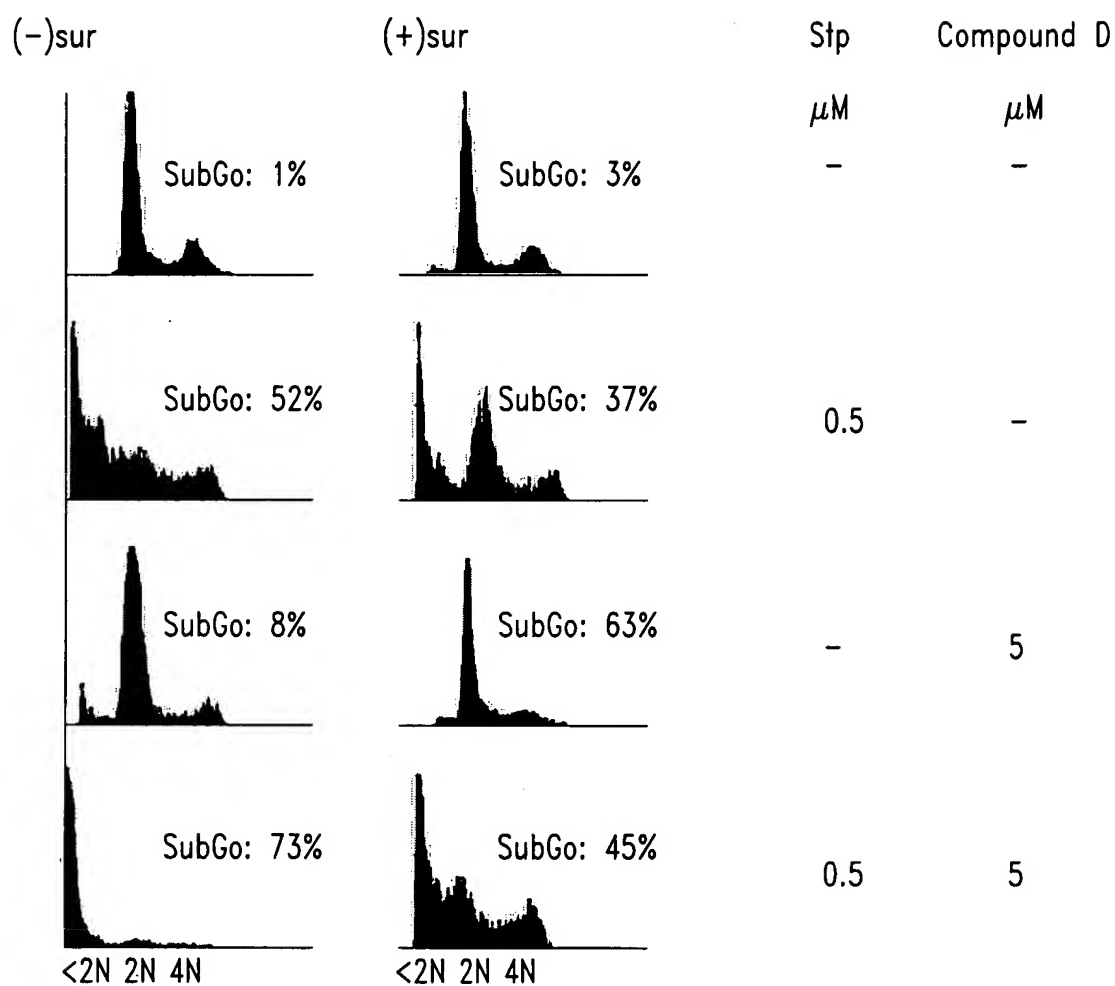 (-)sur (+)sur Stp Compound D
μM μM
SubGo: 1% SubGo: 3% - -
SubGo: 52% SubGo: 37% 0.5 -
SubGo: 8% SubGo: 63% - 5
SubGo: 73% SubGo: 45% 0.5 5
<2N 2N 4N <2N 2N 4N